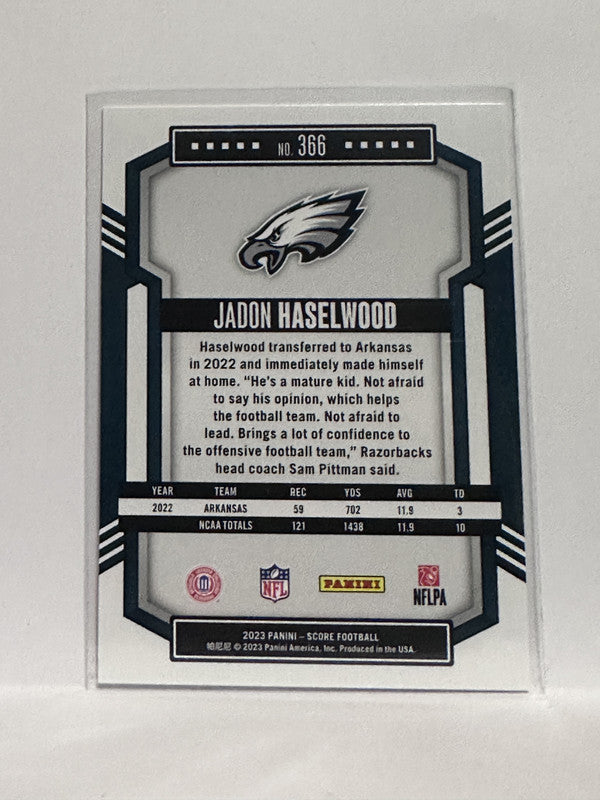 NO. 366
JADON HASELWOOD
Haselwood transferred to Arkansas
in 2022 and immediately made himself
at home. “He's a mature kid. Not afraid
to say his opinion, which helps
the football team. Not afraid to
lead. Brings a lot of confidence to
the offensive football team,” Razorbacks
head coach Sam Pittman said.
YEAR TEAM REC YDS AVG TD
2022 ARKANSAS 59 702 11.9 3
NCAA TOTALS 121 1438 11.9 10
NFL PANINI NFLPA
2023 PANINI – SCORE FOOTBALL
帕尼尼 © 2023 Panini America, Inc. Produced in the USA.